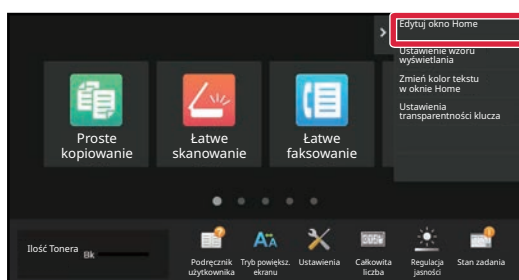 Edytuj okno Home
Ustawienie wzoru
wyświetlania
Zmień kolor tekstu
w oknie Home
Ustawienia
transparentności klucza
Proste
kopiowanie
Łatwe
skanowanie
Łatwe
faksowanie
Ilość Tonera
Bk
Podręcznik
użytkownika
Tryb powiększ.
ekranu
Ustawienia
Całkowita
liczba
Regulacja
jasności
Stan zadania